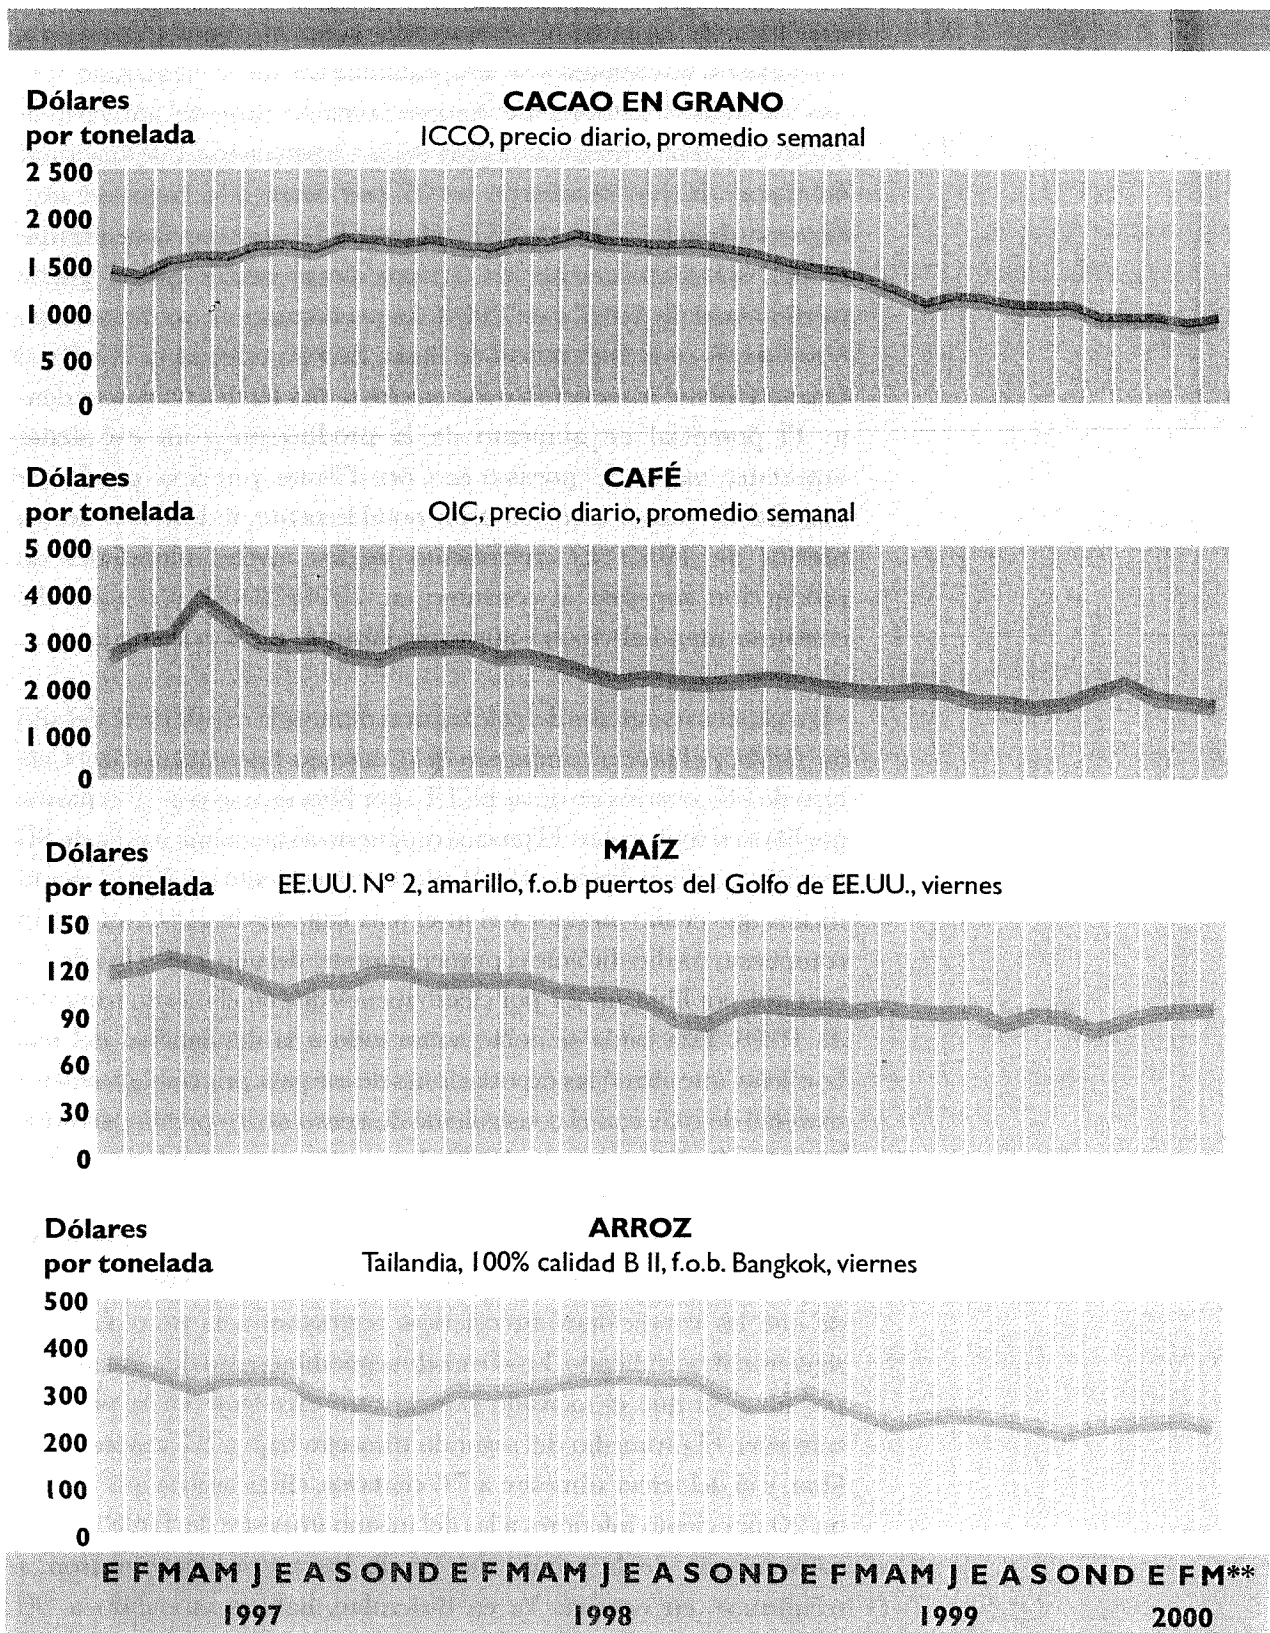 Dólares
por tonelada
CACAO EN GRANO
ICCO, precio diario, promedio semanal
2 500
2 000
1 500
1 000
5 00
0
Dólares
por tonelada
CAFÉ
OIC, precio diario, promedio semanal
5 000
4 000
3 000
2 000
1 000
0
Dólares
por tonelada
MAÍZ
EE.UU. Nº 2, amarillo, f.o.b puertos del Golfo de EE.UU., viernes
150
120
90
60
30
0
Dólares
por tonelada
ARROZ
Tailandia, 100% calidad B II, f.o.b. Bangkok, viernes
500
400
300
200
100
0
E F M A M J E A S O N D E F M A M J E A S O N D E F M A M J E A S O N D E F M**
1997 1998 1999 2000